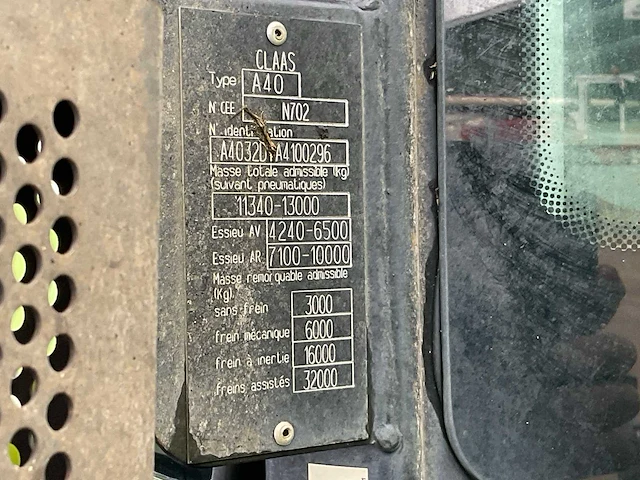 CLAAS
Type A40
N° CEE N702
N° identification
Masse totale admissible (kg)
(suivant pneumatiques)
11340-13000
Essieu AV 4240-6500
Essieu AR 7100-10000
Masse remorquable admissible
(Kg)
sans frein 3000
frein mécanique 6000
frein à inertie 16000
freins assistés 32000